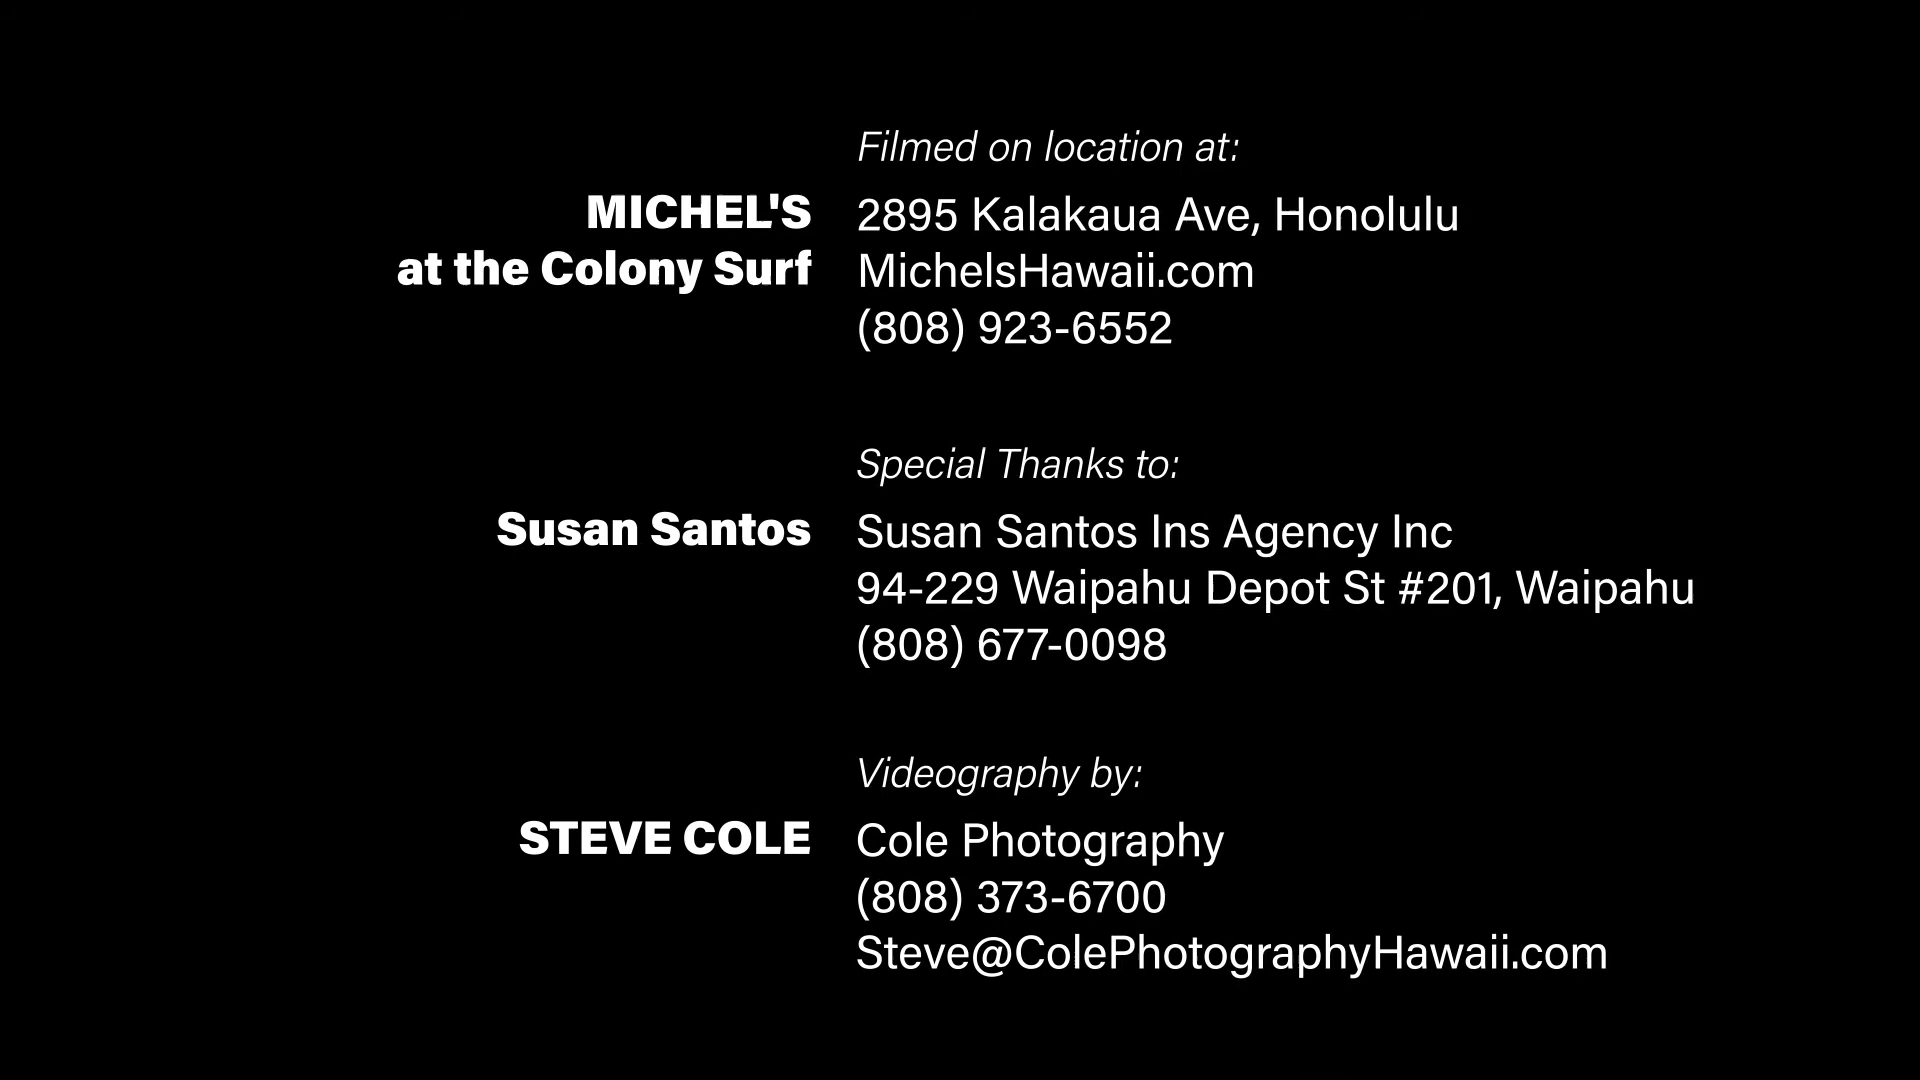 Filmed on location at:
MICHEL'S
at the Colony Surf
2895 Kalakaua Ave, Honolulu
MichelsHawaii.com
(808) 923-6552
Special Thanks to:
Susan Santos
Susan Santos Ins Agency Inc
94-229 Waipahu Depot St #201, Waipahu
(808) 677-0098
Videography by:
STEVE COLE
Cole Photography
(808) 373-6700
Steve@ColePhotographyHawaii.com